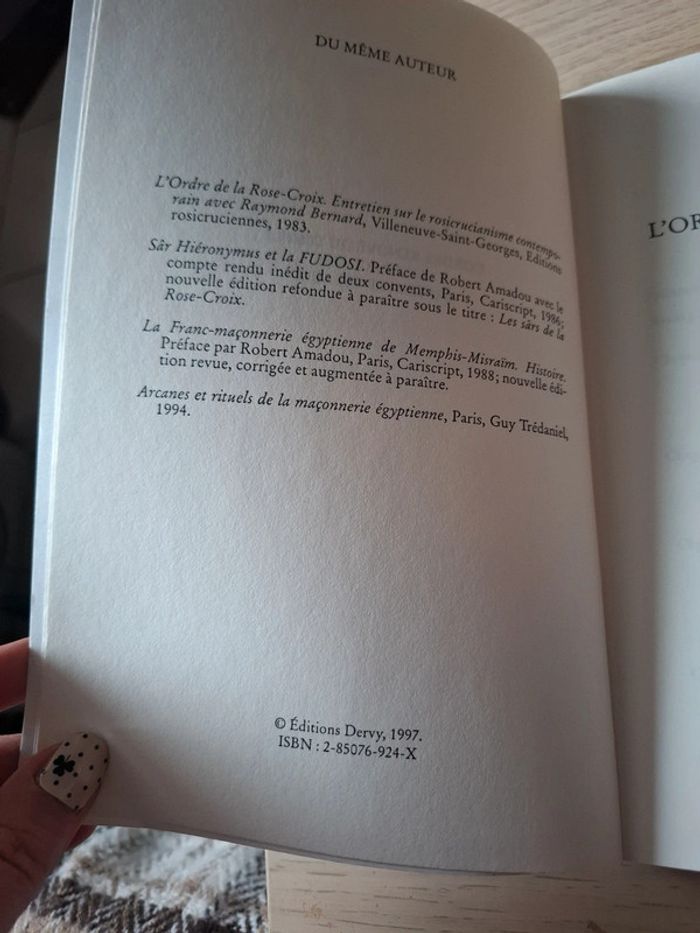 DU MÊME AUTEUR
L'Ordre de la Rose-Croix. Entretien sur le rosicrucianisme contempo-
rain avec Raymond Bernard, Villeneuve-Saint-Georges, Editions
rosicruciennes, 1983.
Sâr Hiéronymus et la FUDOSI. Préface de Robert Amadou avec le
compte rendu inédit de deux convents, Paris, Cariscript, 1986;
nouvelle édition refondue à paraître sous le titre : Les sârs de la
Rose-Croix.
La Franc-maçonnerie égyptienne de Memphis-Misraïm. Histoire.
Préface par Robert Amadou, Paris, Cariscript, 1988; nouvelle édi-
tion revue, corrigée et augmentée à paraître.
Arcanes et rituels de la maçonnerie égyptienne, Paris, Guy Trédaniel,
1994.
© Éditions Dervy, 1997.
ISBN : 2-85076-924-X